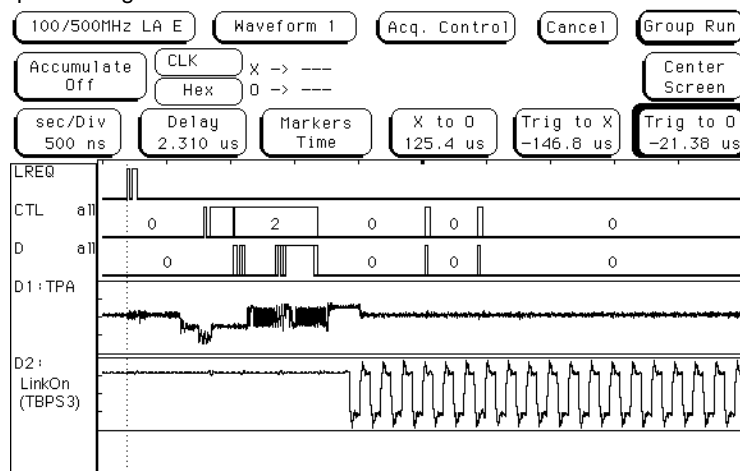 100/500MHz LA E Waveform 1 Acq. Control Cancel Group Run
Accumulate Off CLK Hex X -> --- O -> --- Center Screen
sec/Div 500 ns Delay 2.310 us Markers Time X to O 125.4 us Trig to X -146.8 us Trig to O -21.38 us
LREQ
CTL all 0 2 0 0 0
D all 0 0 0 0
D1:TPA
D2:
LinkOn
(TBPS3)